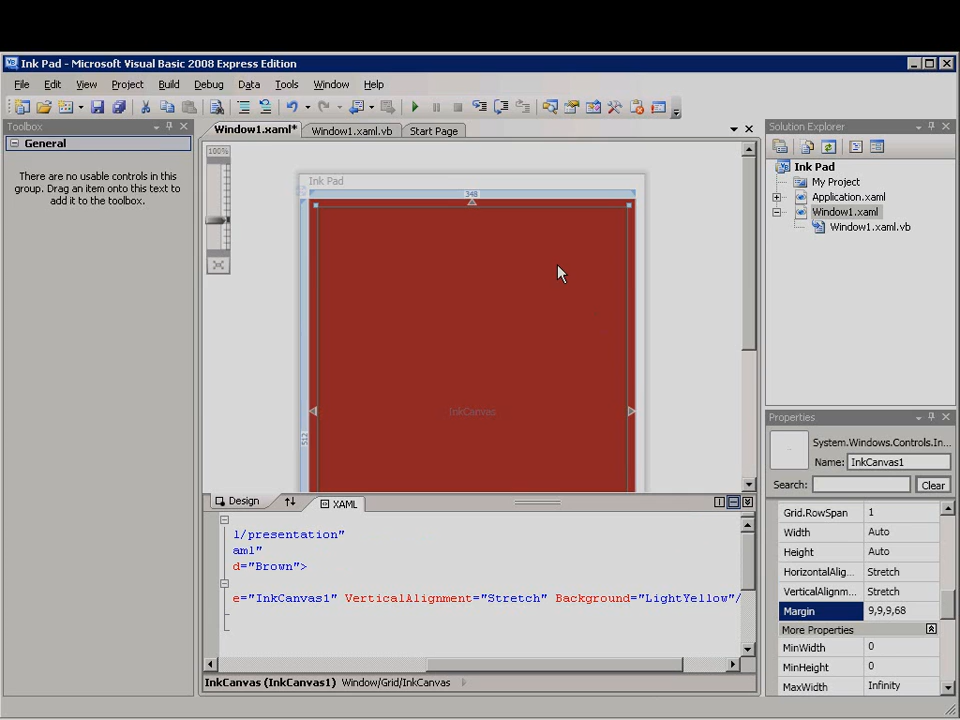 Ink Pad - Microsoft Visual Basic 2008 Express Edition
File Edit View Project Build Debug Data Tools Window Help
Toolbox
General
There are no usable controls in this
group. Drag an item onto this text to
add it to the toolbox.
Window1.xaml* Window1.xaml.vb Start Page
100%
Ink Pad
348
InkCanvas
512
Design XAML
l/presentation"
aml"
d="Brown">
e="InkCanvas1" VerticalAlignment="Stretch" Background="LightYellow"/
InkCanvas (InkCanvas1) Window/Grid/InkCanvas
Solution Explorer
Ink Pad
My Project
Application.xaml
Window1.xaml
Window1.xaml.vb
Properties
System.Windows.Controls.In...
Name: InkCanvas1
Search: Clear
Grid.RowSpan 1
Width Auto
Height Auto
HorizontalAlig... Stretch
VerticalAlignm... Stretch
Margin 9,9,9,68
More Properties
MinWidth 0
MinHeight 0
MaxWidth Infinity